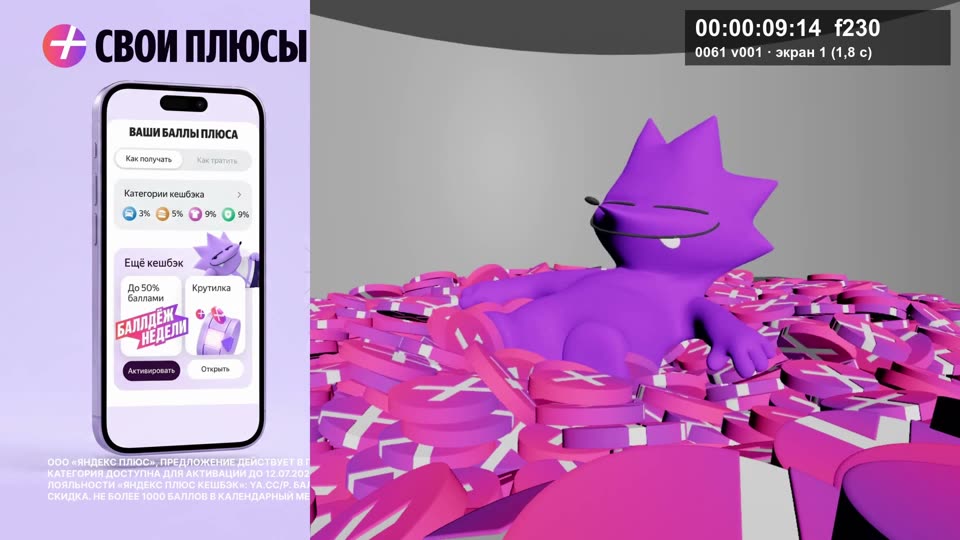 СВОИ ПЛЮСЫ
ВАШИ БАЛЛЫ ПЛЮСА
Как получать
Как тратить
Категории кешбэка
3% 5% 9% 9%
Ещё кешбэк
До 50%
баллами
Крутилка
БАЛЛДЁЖ
НЕДЕЛИ
Активировать
Открыть
ООО «ЯНДЕКС ПЛЮС», ПРЕДЛОЖЕНИЕ ДЕЙСТВУЕТ В
КАТЕГОРИЯ ДОСТУПНА ДЛЯ АКТИВАЦИИ ДО 12.07.202
ЛОЯЛЬНОСТИ «ЯНДЕКС ПЛЮС КЕШБЭК»: YA.CC/P. БАЛ
СКИДКА. НЕ БОЛЕЕ 1000 БАЛЛОВ В КАЛЕНДАРНЫЙ МЕ
00:00:09:14 f230
0061 v001 · экран 1 (1,8 с)